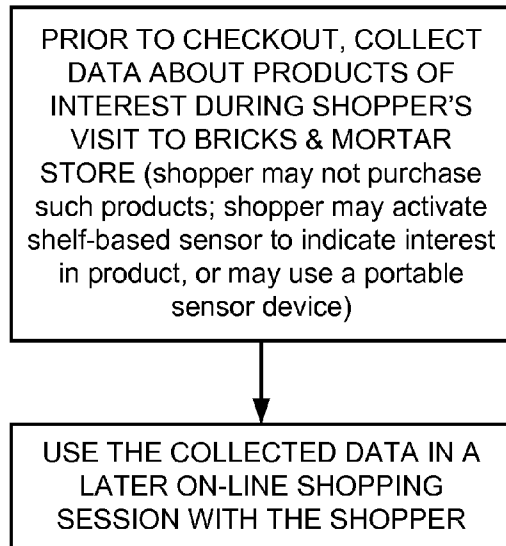 PRIOR TO CHECKOUT, COLLECT
DATA ABOUT PRODUCTS OF
INTEREST DURING SHOPPER'S
VISIT TO BRICKS & MORTAR
STORE (shopper may not purchase
such products; shopper may activate
shelf-based sensor to indicate interest
in product, or may use a portable
sensor device)
USE THE COLLECTED DATA IN A
LATER ON-LINE SHOPPING
SESSION WITH THE SHOPPER